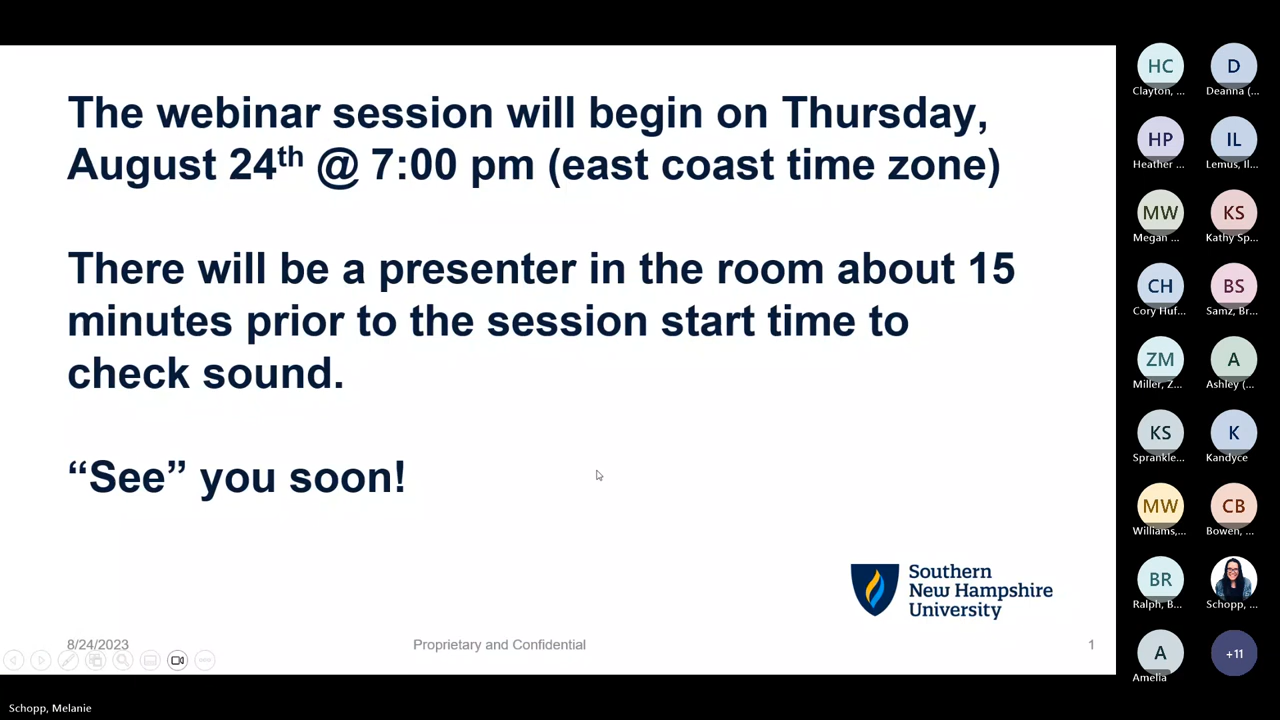 The webinar session will begin on Thursday,
August 24th @ 7:00 pm (east coast time zone)
There will be a presenter in the room about 15
minutes prior to the session start time to
check sound.
“See” you soon!
Southern
New Hampshire
University
8/24/2023
Proprietary and Confidential
1
Schopp, Melanie
HC
Clayton, ...
D
Deanna (...
HP
Heather ...
IL
Lemus, Il...
MW
Megan ...
KS
Kathy Sp...
CH
Cory Huf...
BS
Samz, Br...
ZM
Miller, Z...
A
Ashley (...
KS
Sprankle...
K
Kandyce
MW
Williams,...
CB
Bowen, ...
BR
Ralph, B...
Schopp, ...
A
Amelia
+11